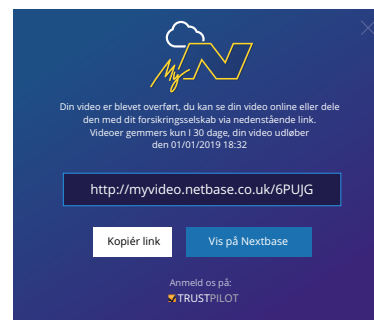 My N
Din video er blevet overført, du kan se din video online eller dele
den med dit forsikringsselskab via nedenstående link.
Videoer gemmers kun I 30 dage, din video udløber
den 01/01/2019 18:32
http://myvideo.netbase.co.uk/6PUJG
Kopiér link Vis på Nextbase
Anmeld os på:
TRUSTPILOT